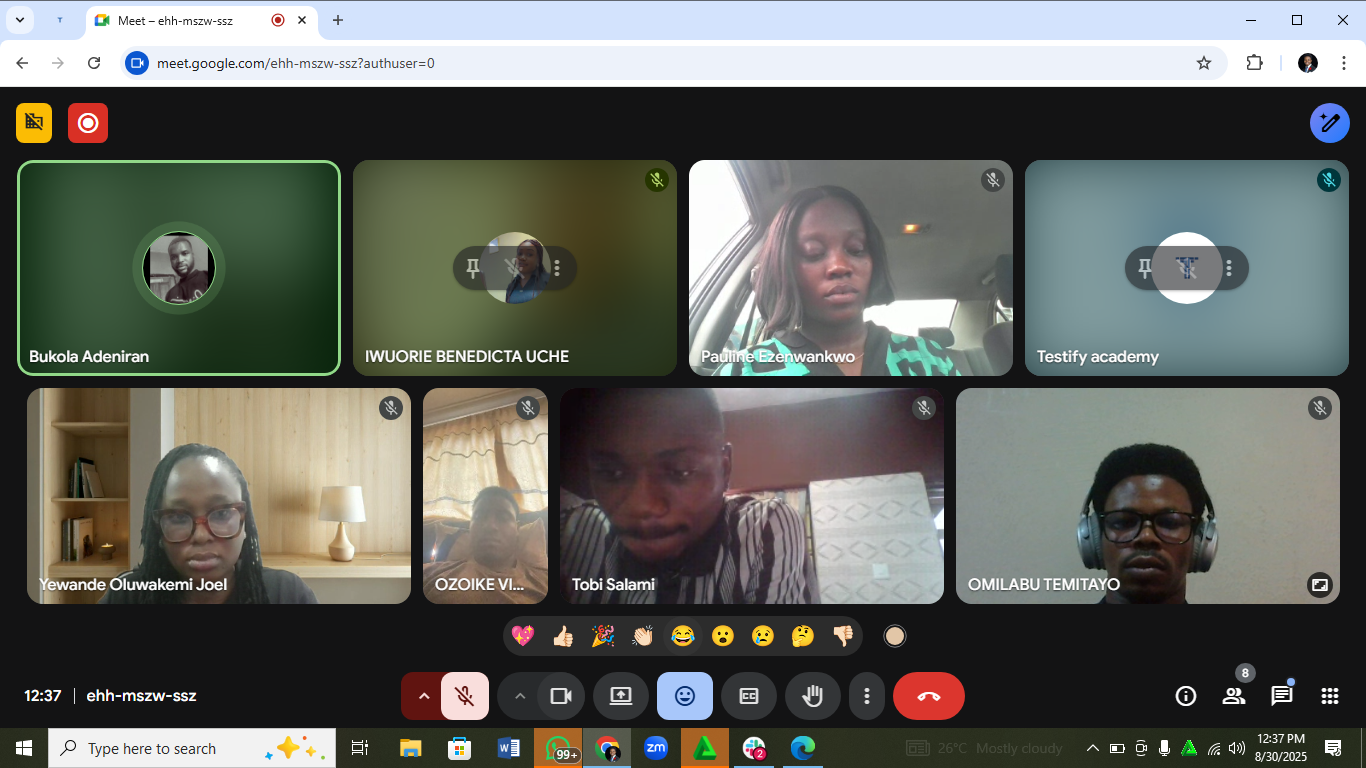 Meet – ehh-mszw-ssz
meet.google.com/ehh-mszw-ssz?authuser=0
Bukola Adeniran
IWUORIE BENEDICTA UCHE
Pauline Ezenwankwo
Testify academy
Yewande Oluwakemi Joel
OZOIKE VI...
Tobi Salami
OMILABU TEMITAYO
12:37 | ehh-mszw-ssz
8
Type here to search
99+
zm
2
26°C Mostly cloudy
12:37 PM
8/30/2025